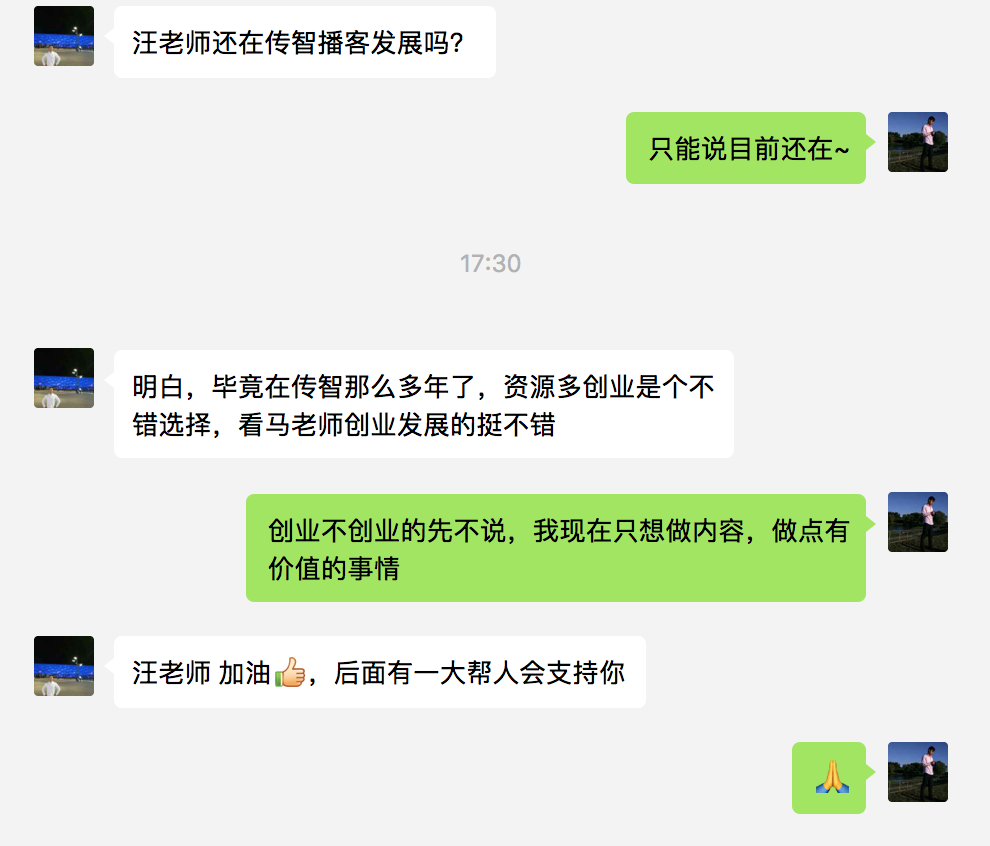 汪老师还在传智播客发展吗？
只能说目前还在~
17:30
明白，毕竟在传智那么多年了，资源多创业是个不
错选择，看马老师创业发展的挺不错
创业不创业的先不说，我现在只想做内容，做点有
价值的事情
汪老师 加油👍，后面有一大帮人会支持你
🙏